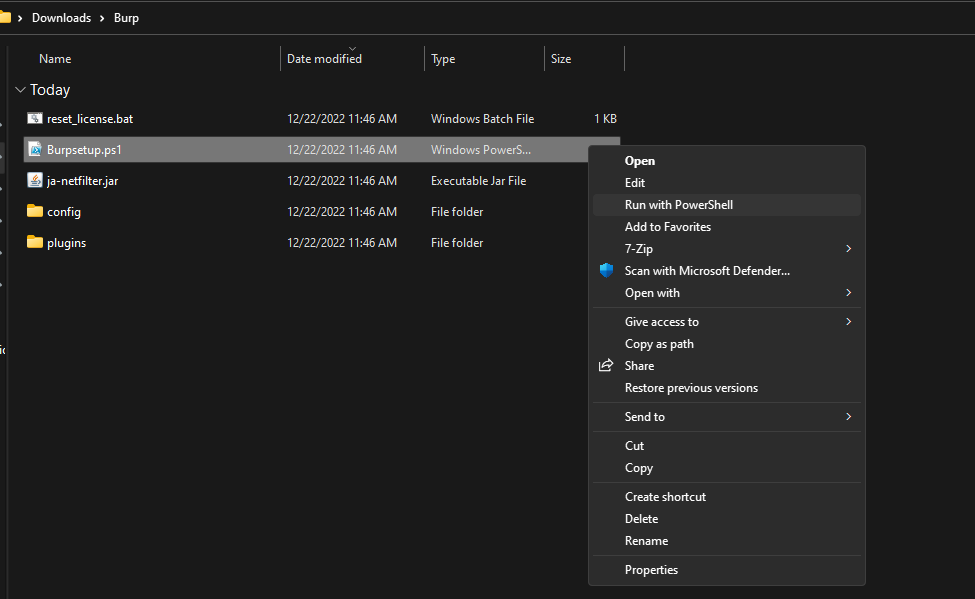 Downloads > Burp
Name Date modified Type Size
Today
reset_license.bat 12/22/2022 11:46 AM Windows Batch File 1 KB
Burpsetup.ps1 12/22/2022 11:46 AM Windows PowerS...
ja-netfilter.jar 12/22/2022 11:46 AM Executable Jar File
config 12/22/2022 11:46 AM File folder
plugins 12/22/2022 11:46 AM File folder
Open
Edit
Run with PowerShell
Add to Favorites
7-Zip
Scan with Microsoft Defender...
Open with
Give access to
Copy as path
Share
Restore previous versions
Send to
Cut
Copy
Create shortcut
Delete
Rename
Properties